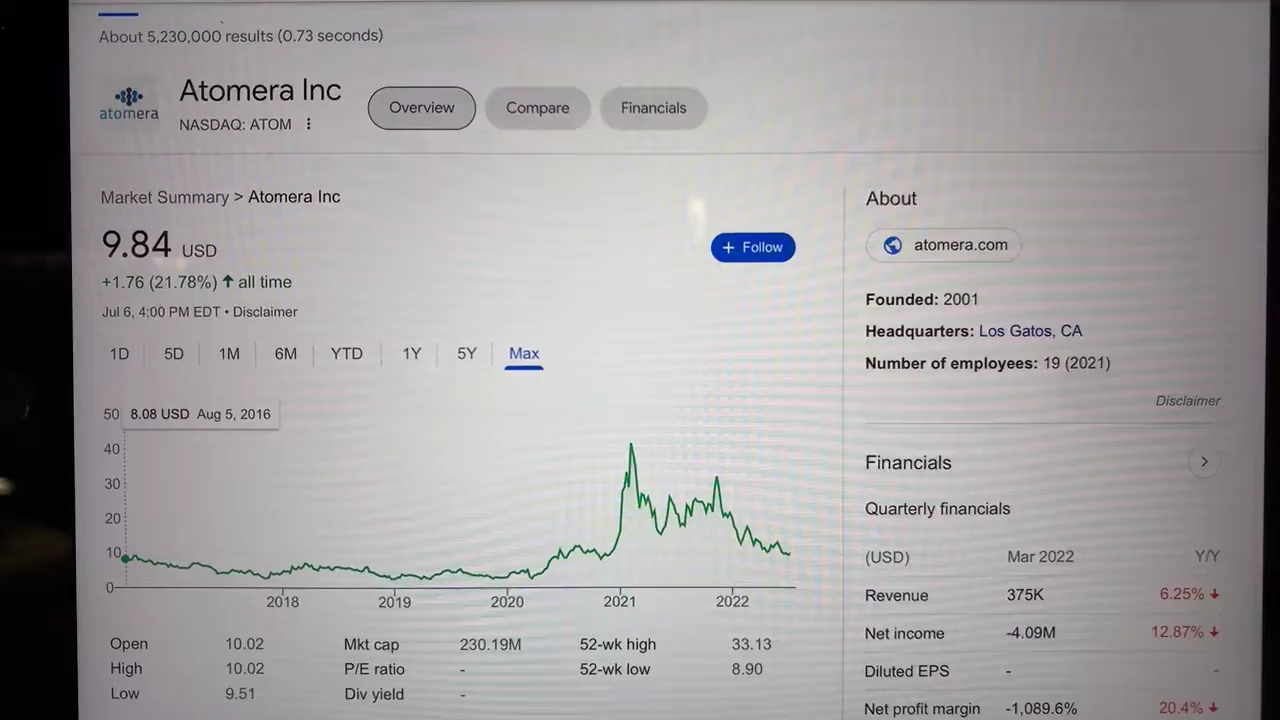 About 5,230,000 results (0.73 seconds)
atomera
Atomera Inc
NASDAQ: ATOM
Overview
Compare
Financials
Market Summary > Atomera Inc
9.84 USD
+ Follow
+1.76 (21.78%) ↑ all time
Jul 6, 4:00 PM EDT • Disclaimer
1D 5D 1M 6M YTD 1Y 5Y Max
50
8.08 USD Aug 5, 2016
40
30
20
10
0
2018 2019 2020 2021 2022
Open 10.02 Mkt cap 230.19M 52-wk high 33.13
High 10.02 P/E ratio - 52-wk low 8.90
Low 9.51 Div yield -
About
atomera.com
Founded: 2001
Headquarters: Los Gatos, CA
Number of employees: 19 (2021)
Disclaimer
Financials
Quarterly financials
(USD) Mar 2022 Y/Y
Revenue 375K 6.25% ↓
Net income -4.09M 12.87% ↓
Diluted EPS - -
Net profit margin -1,089.6% 20.4% ↓